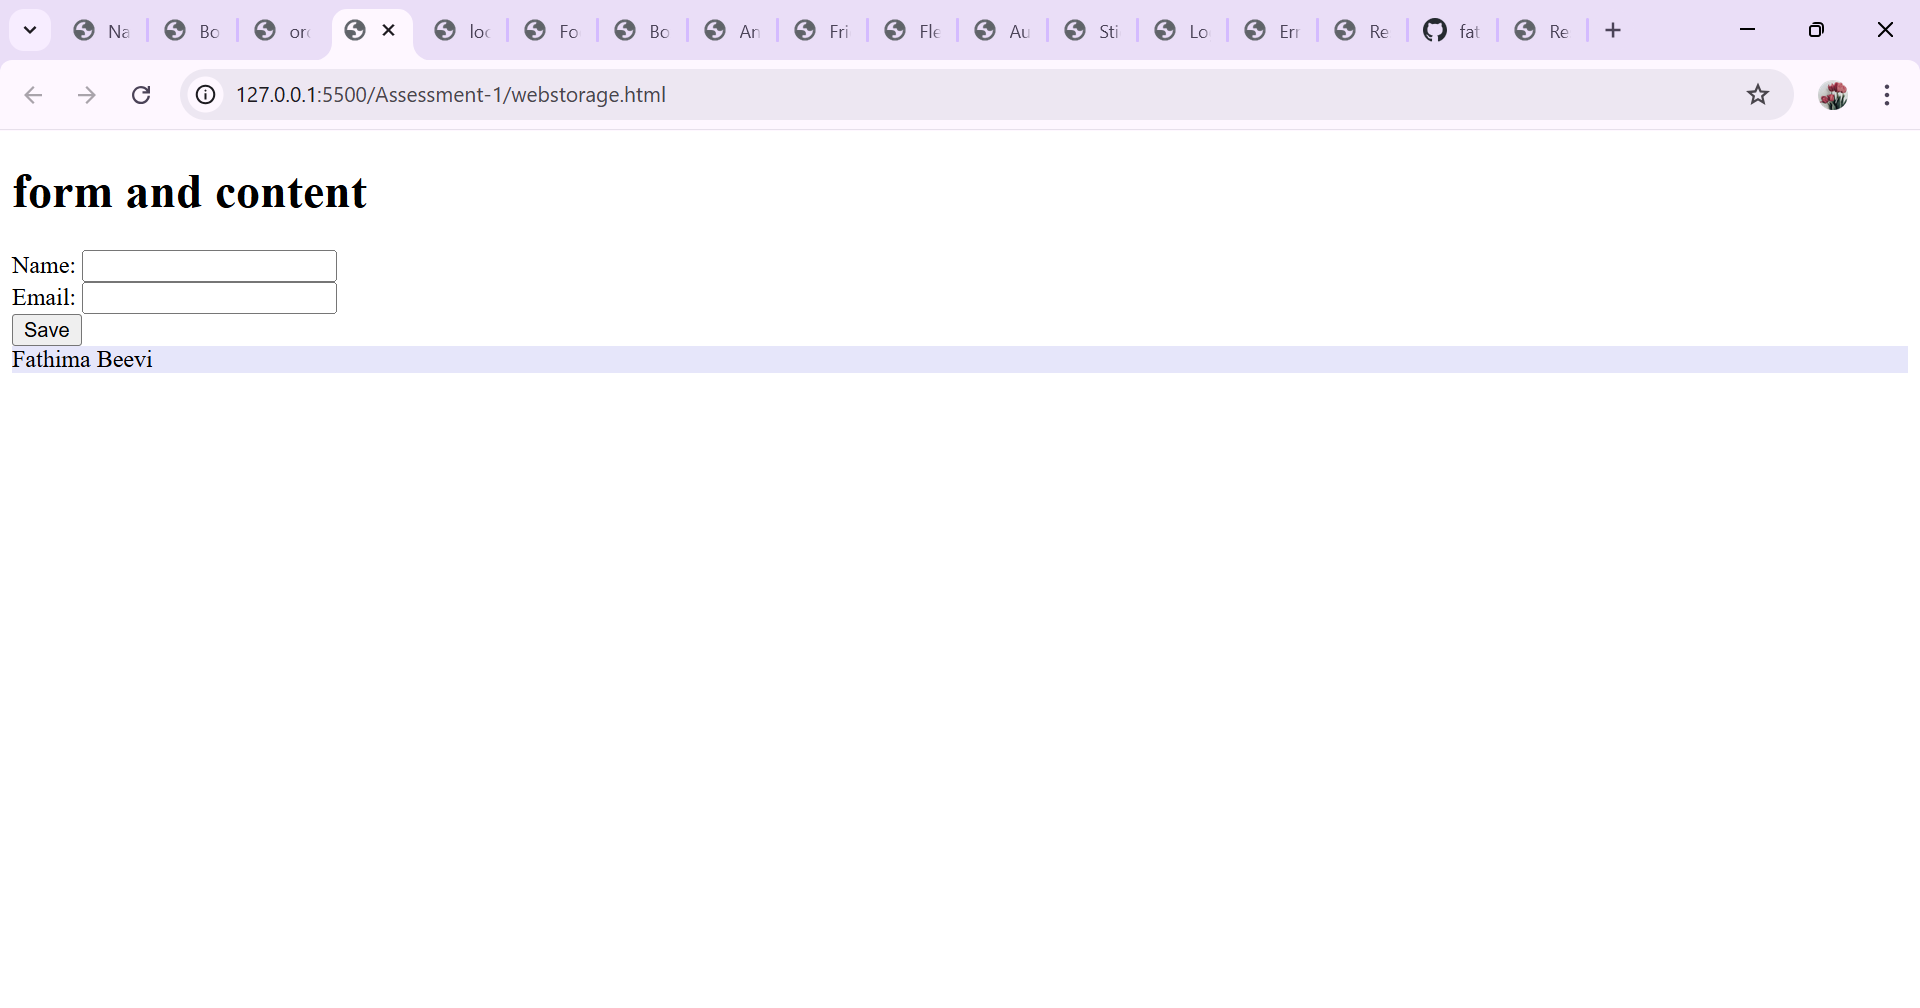 Na Bo orc loc Fo Bo An Fri Fle Au Sti Lo Err Re fat Re
127.0.0.1:5500/Assessment-1/webstorage.html
form and content
Name:
Email:
Save
Fathima Beevi